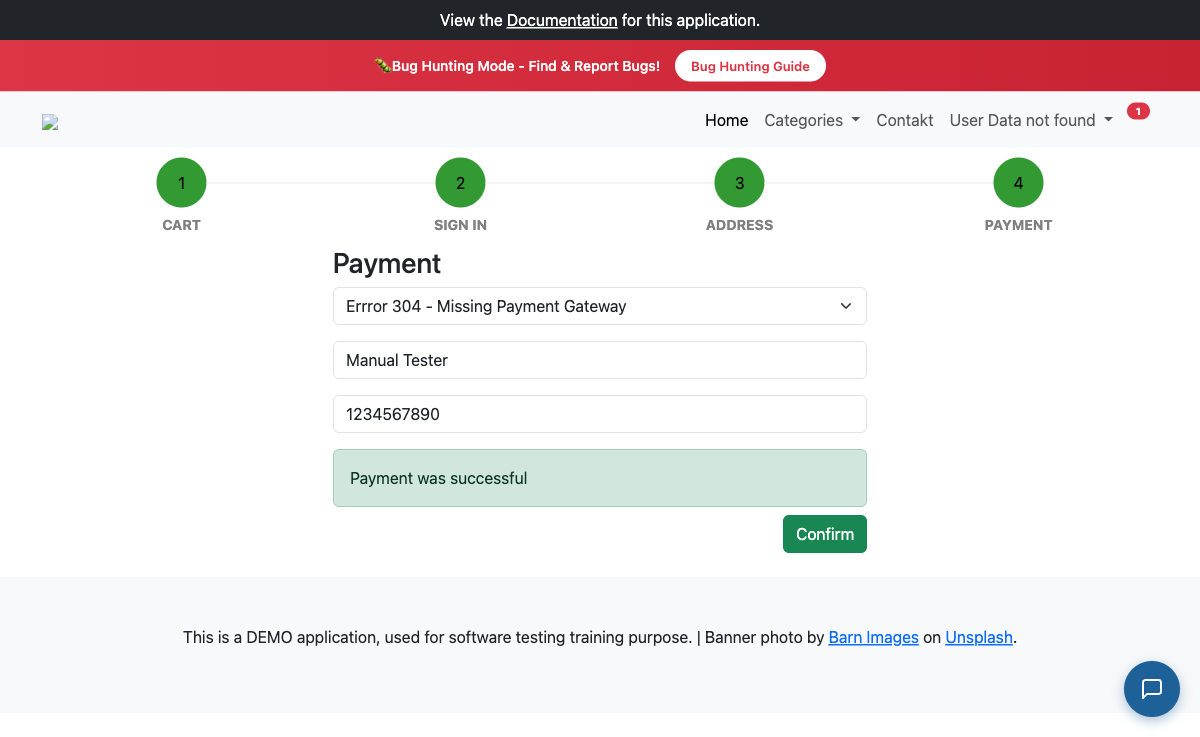 View the Documentation for this application.
Bug Hunting Mode - Find & Report Bugs! Bug Hunting Guide
Home Categories Contakt User Data not found 1
1 2 3 4
CART SIGN IN ADDRESS PAYMENT
Payment
Errror 304 - Missing Payment Gateway
Manual Tester
1234567890
Payment was successful
Confirm
This is a DEMO application, used for software testing training purpose. | Banner photo by Barn Images on Unsplash.